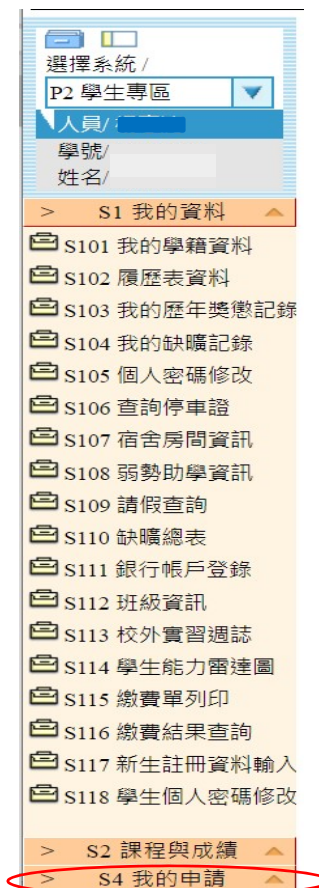 選擇系統 /
P2 學生專區
人員/
學號/
姓名/
> S1 我的資料
S101 我的學籍資料
S102 履歷表資料
S103 我的歷年獎懲記錄
S104 我的缺曠記錄
S105 個人密碼修改
S106 查詢停車證
S107 宿舍房間資訊
S108 弱勢助學資訊
S109 請假查詢
S110 缺曠總表
S111 銀行帳戶登錄
S112 班級資訊
S113 校外實習週誌
S114 學生能力雷達圖
S115 繳費單列印
S116 繳費結果查詢
S117 新生註冊資料輸入
S118 學生個人密碼修改
> S2 課程與成績
> S4 我的申請